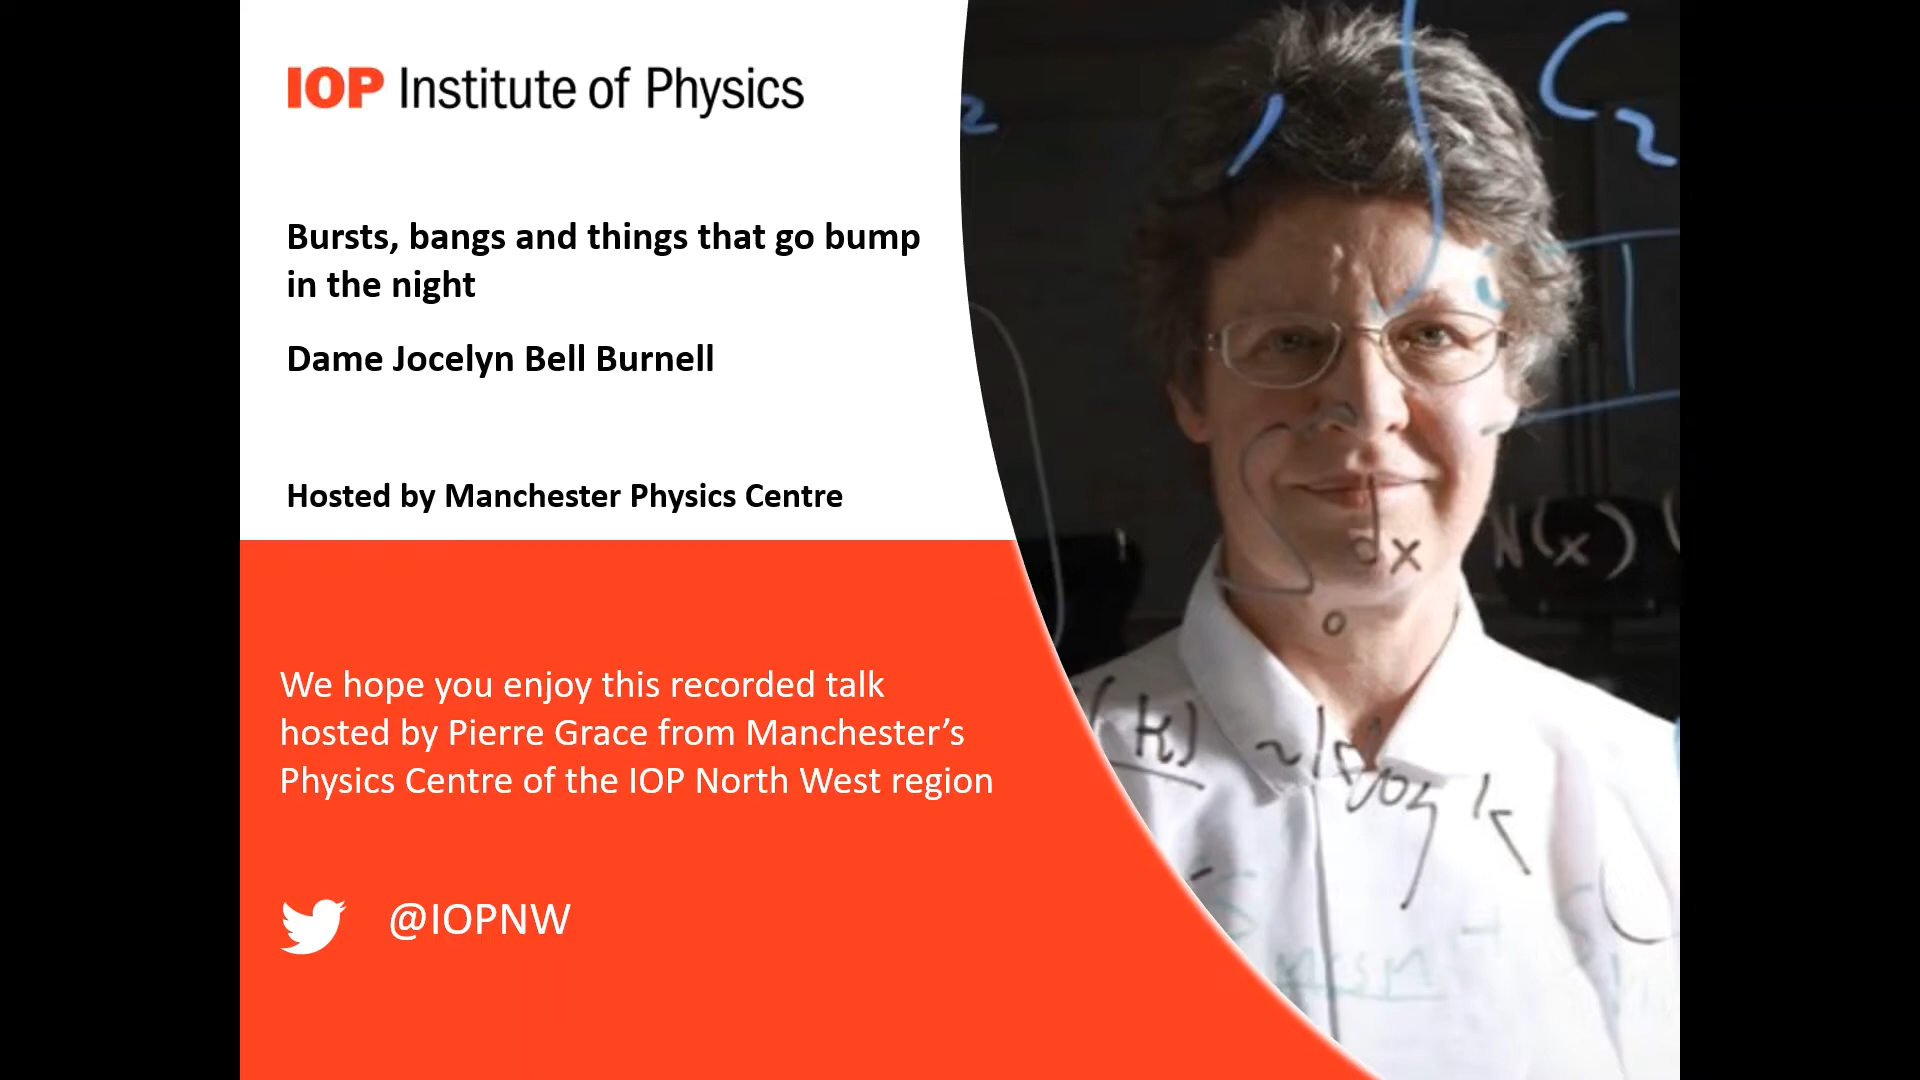 IOP Institute of Physics
Bursts, bangs and things that go bump
in the night
Dame Jocelyn Bell Burnell
Hosted by Manchester Physics Centre
We hope you enjoy this recorded talk
hosted by Pierre Grace from Manchester’s
Physics Centre of the IOP North West region
@IOPNW
C2
dx
N(x)